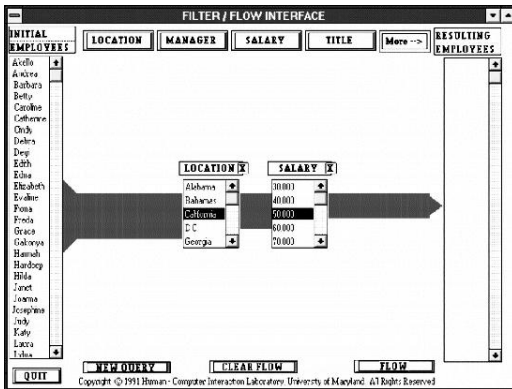 FILTER / FLOW INTERFACE
INITIAL
EMPLOYEES
LOCATION
MANAGER
SALARY
TITLE
More -->
RESULTING
EMPLOYEES
Andrea
Barbara
Betty
Caroline
Catherine
Cindy
Debra
Edith
Edna
Elizabeth
Evaline
Fiona
Freda
Grace
Gakonya
Hannah
Hardeep
Hilda
Janet
Joanna
Josephine
Judy
Katy
Laura
LOCATION X
Alabama
Bahamas
California
D C
Georgia
SALARY X
30 000
40 000
50 000
60 000
70 000
QUIT
NEW QUERY
CLEAR FLOW
FLOW
Copyright © 1991 Human - Computer Interaction Laboratory University of Maryland All Rights Reserved